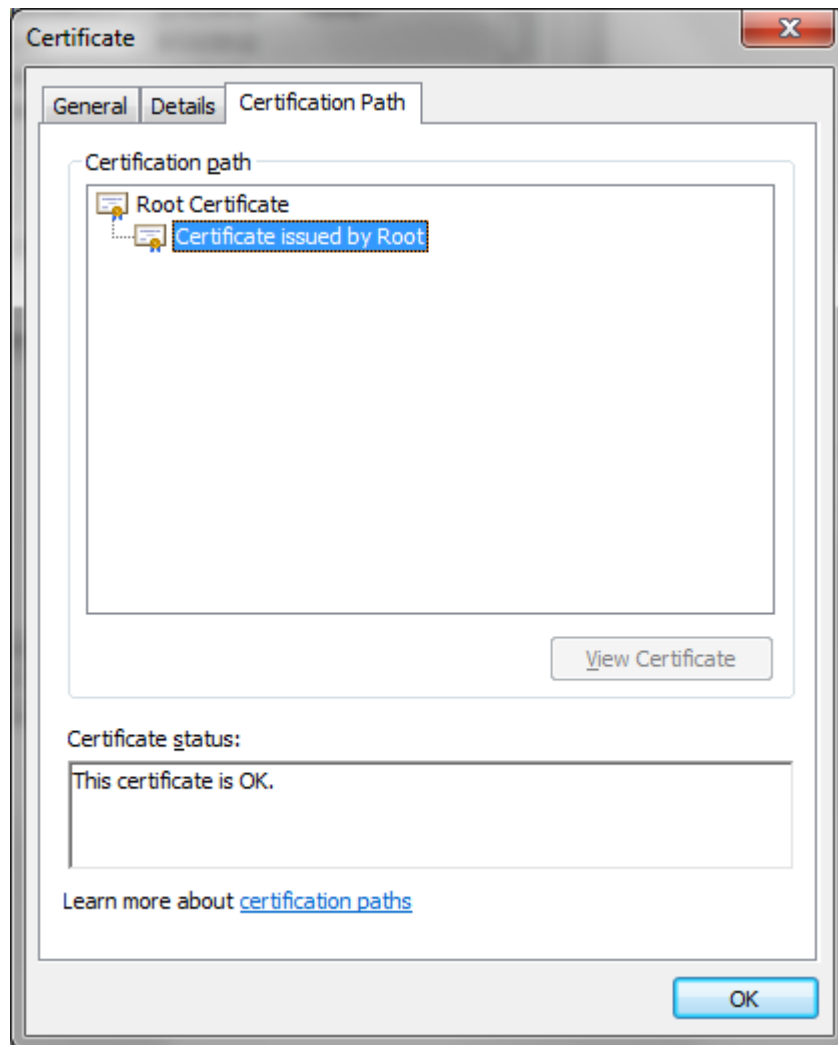 Certificate
General Details Certification Path
Certification path
Root Certificate
Certificate issued by Root
View Certificate
Certificate status:
This certificate is OK.
Learn more about certification paths
OK